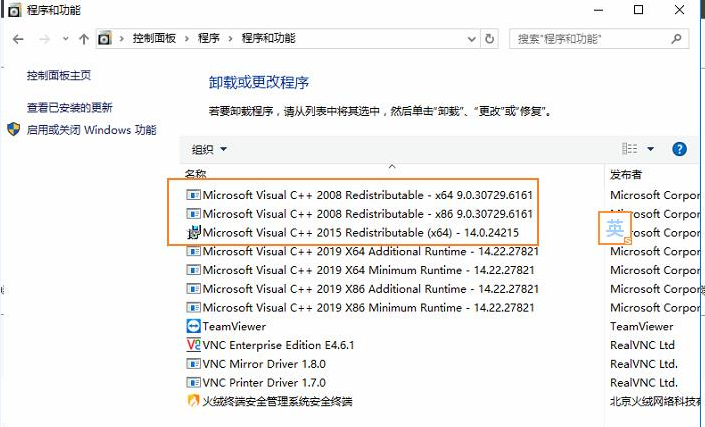 程序和功能
控制面板 > 程序 > 程序和功能
搜索"程序和功能"
控制面板主页
卸载或更改程序
查看已安装的更新
若要卸载程序，请从列表中将其选中，然后单击"卸载"、"更改"或"修复"。
启用或关闭 Windows 功能
组织
名称 发布者
Microsoft Visual C++ 2008 Redistributable - x64 9.0.30729.6161 Microsoft Corpor
Microsoft Visual C++ 2008 Redistributable - x86 9.0.30729.6161 Microsoft Corpor
Microsoft Visual C++ 2015 Redistributable (x64) - 14.0.24215 Corpor
英
Microsoft Visual C++ 2019 X64 Additional Runtime - 14.22.27821 Corpor
Microsoft Visual C++ 2019 X64 Minimum Runtime - 14.22.27821 Microsoft Corpor
Microsoft Visual C++ 2019 X86 Additional Runtime - 14.22.27821 Microsoft Corpor
Microsoft Visual C++ 2019 X86 Minimum Runtime - 14.22.27821 Microsoft Corpor
TeamViewer TeamViewer
VNC Enterprise Edition E4.6.1 RealVNC Ltd
VNC Mirror Driver 1.8.0 RealVNC Ltd.
VNC Printer Driver 1.7.0 RealVNC Ltd.
火绒终端安全管理系统安全终端 北京火绒网络科技有